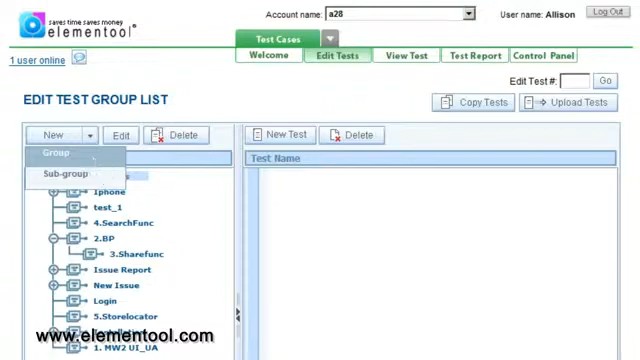 saves time saves money
elementool
Account name:
a28
User name: Allison
Log Out
Test Cases
1 user online
Welcome
Edit Tests
View Test
Test Report
Control Panel
Edit Test #:
Go
EDIT TEST GROUP LIST
Copy Tests
Upload Tests
New
Edit
Delete
New Test
Delete
Group
Test Name
Sub-group
Iphone
test_1
4.SearchFunc
2.BP
3.Sharefunc
Issue Report
New Issue
Login
5.Storelocator
www.elementool.com
1. MW2 UI_UA